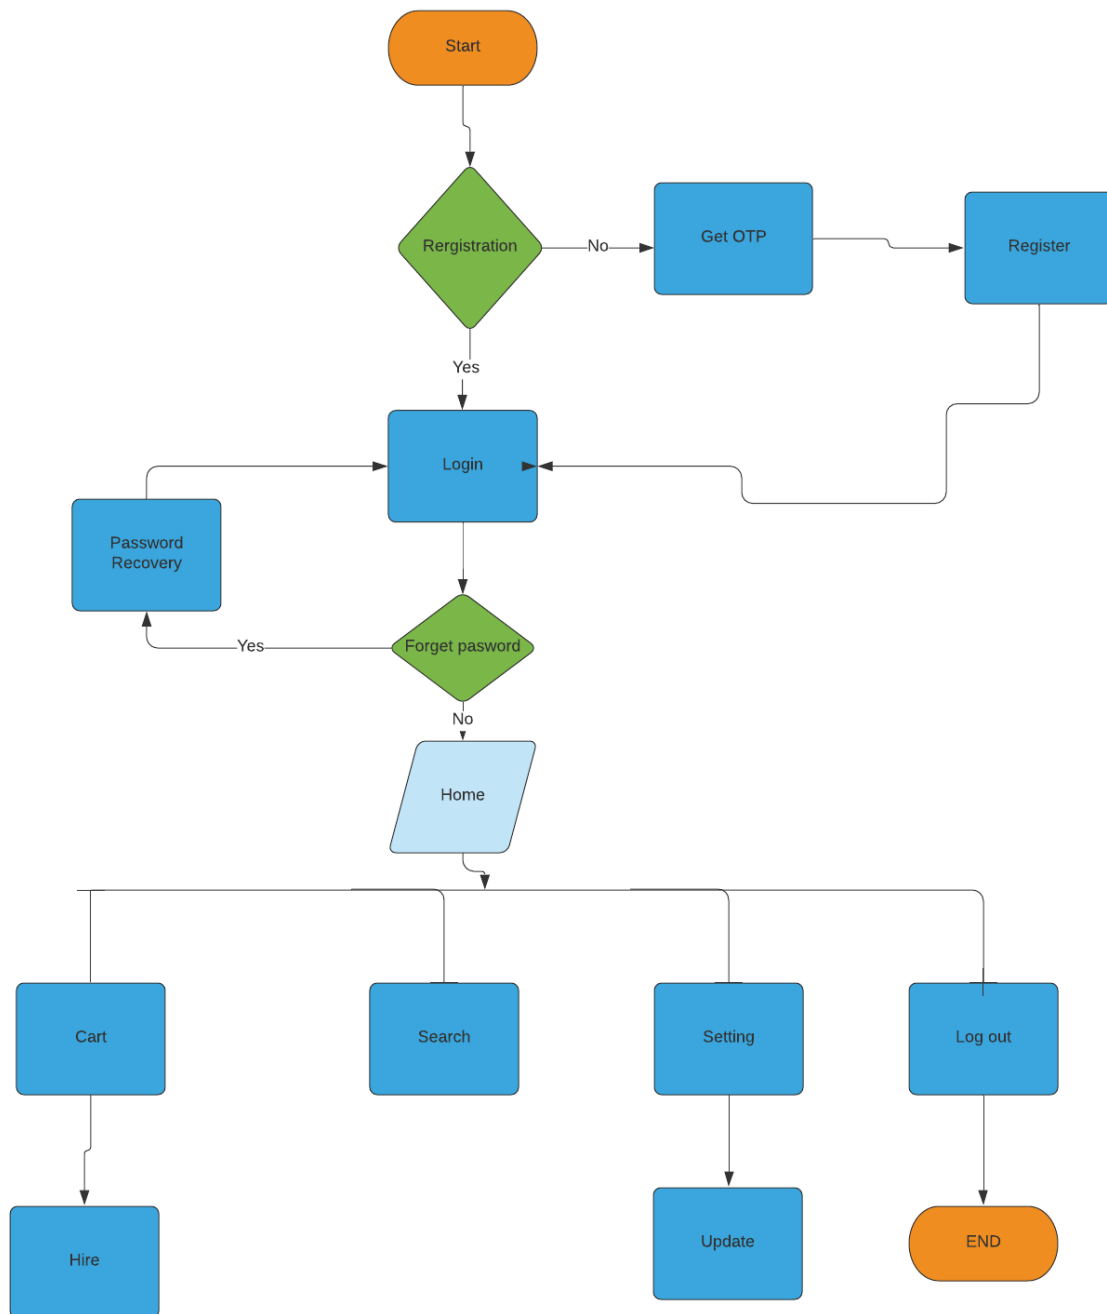 Start
Rergistration
No
Get OTP
Register
Yes
Login
Password
Recovery
Yes
Forget pasword
No
Home
Cart
Search
Setting
Log out
Hire
Update
END